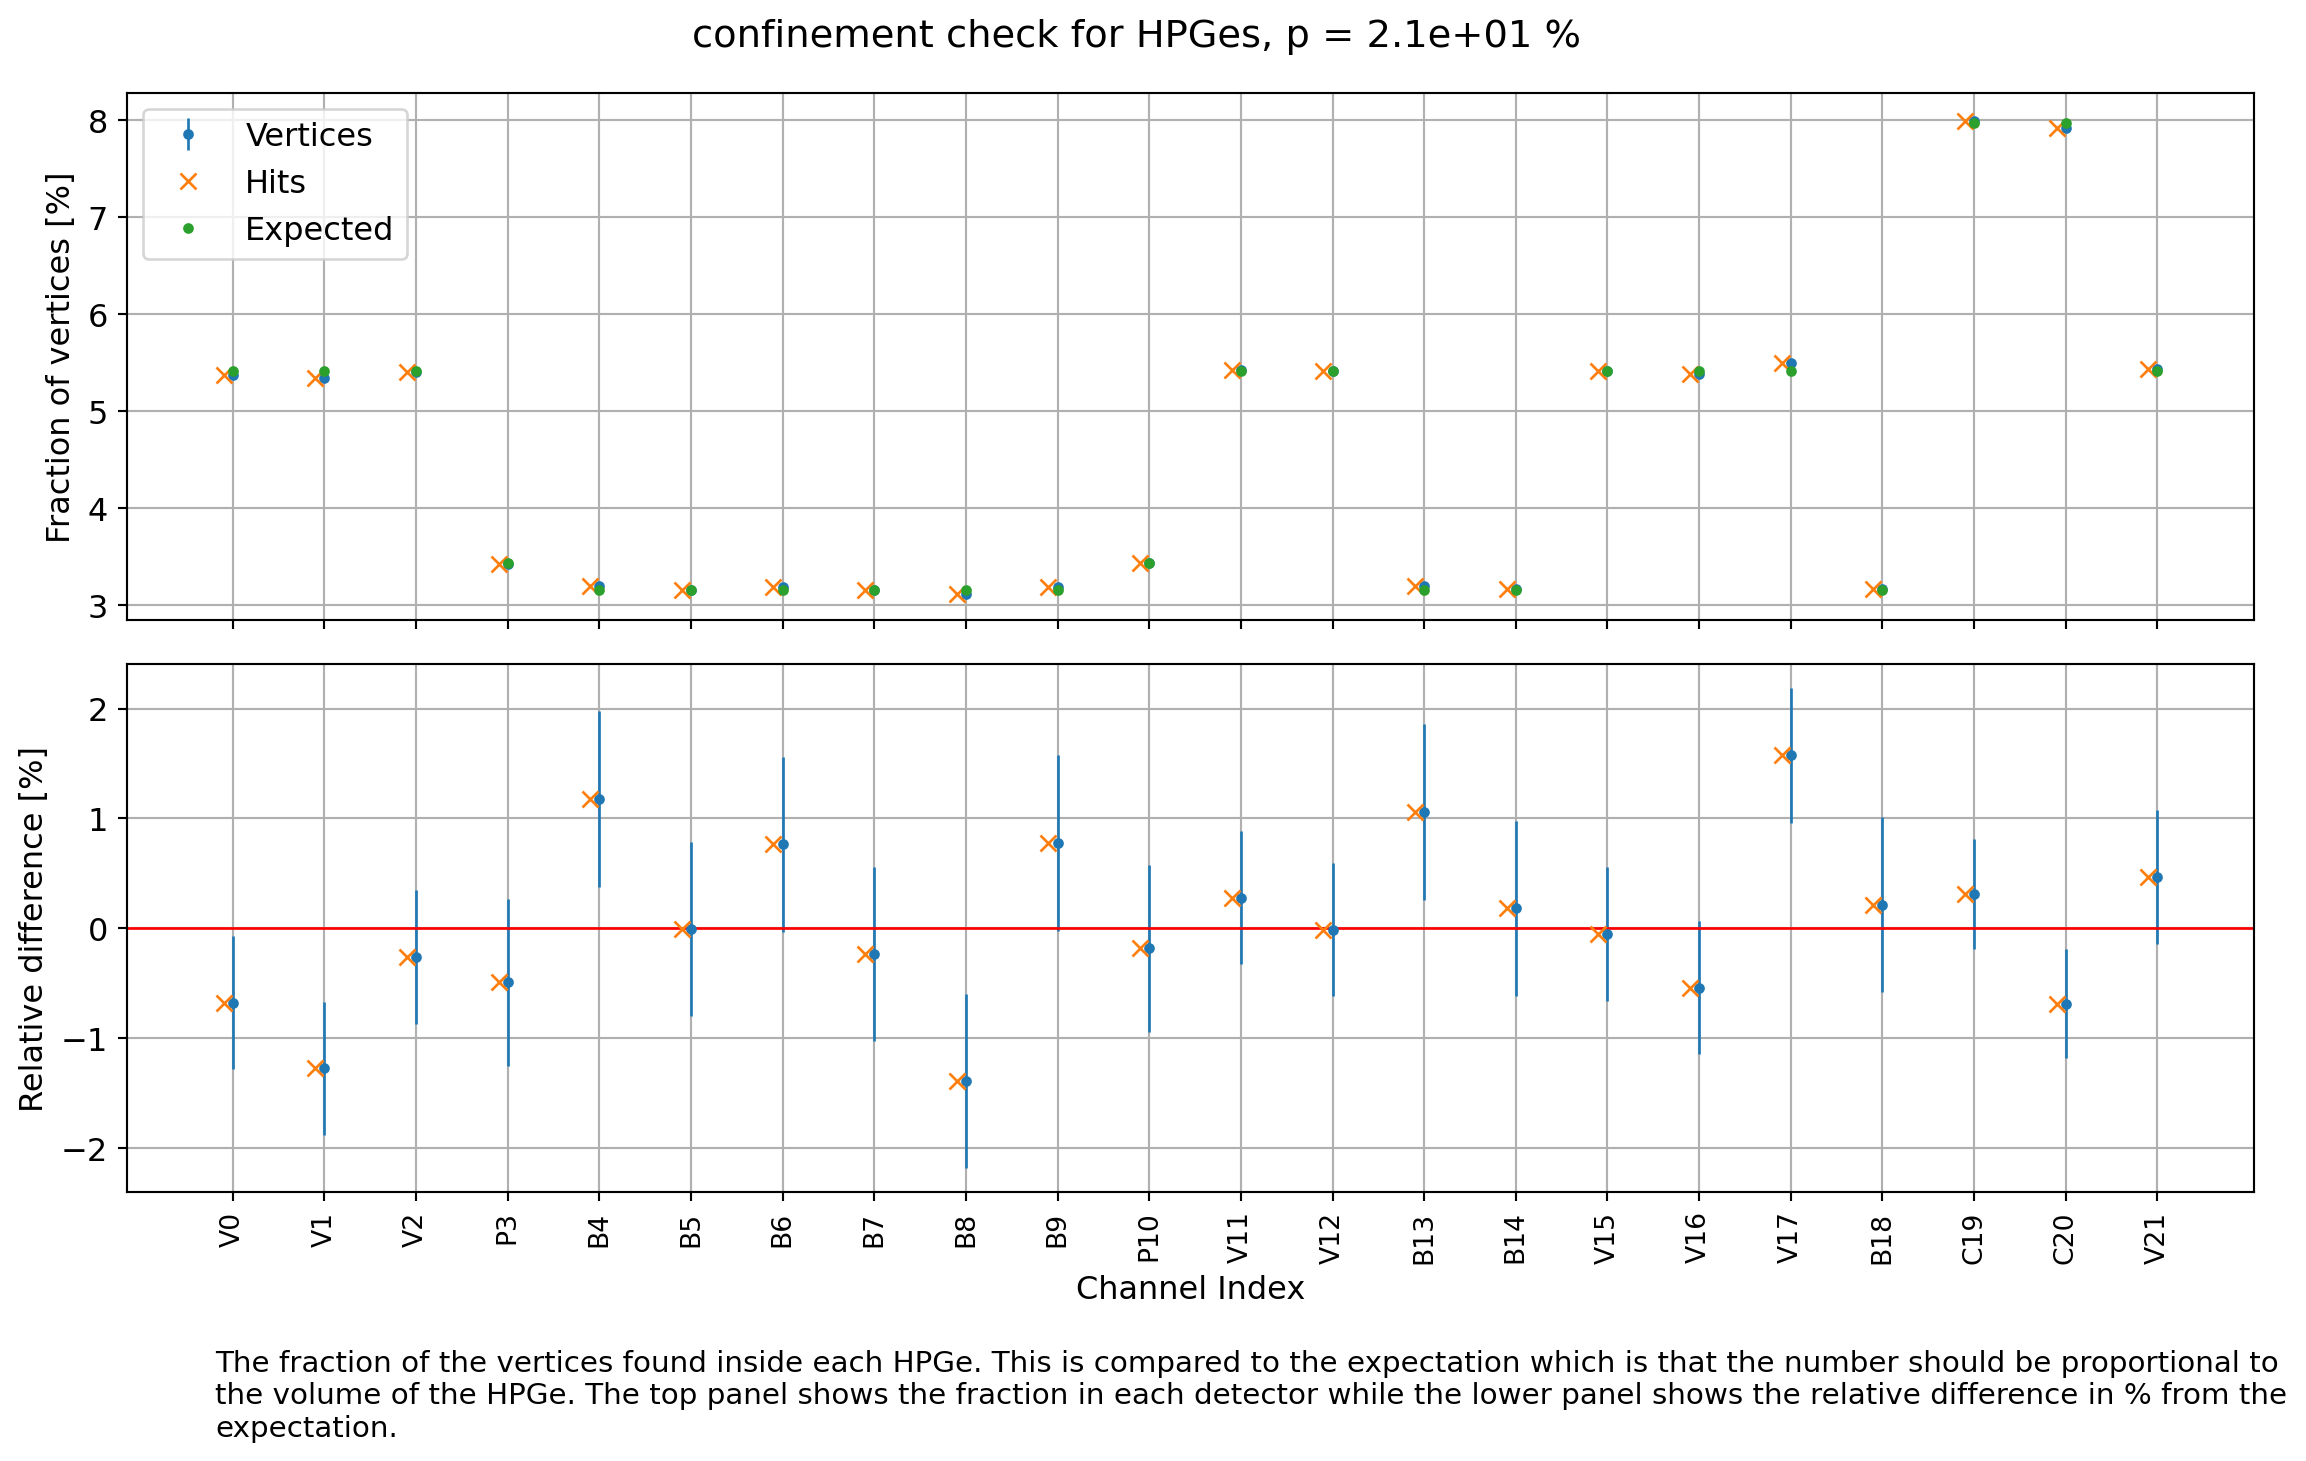 confinement check for HPGes, p = 2.1e+01 %
8
7
6
5
4
3
Fraction of vertices [%]
Vertices
Hits
Expected
2
1
0
−1
−2
Relative difference [%]
V0 V1 V2 P3 B4 B5 B6 B7 B8 B9 P10 V11 V12 B13 B14 V15 V16 V17 B18 C19 C20 V21
Channel Index
The fraction of the vertices found inside each HPGe. This is compared to the expectation which is that the number should be proportional to
the volume of the HPGe. The top panel shows the fraction in each detector while the lower panel shows the relative difference in % from the
expectation.